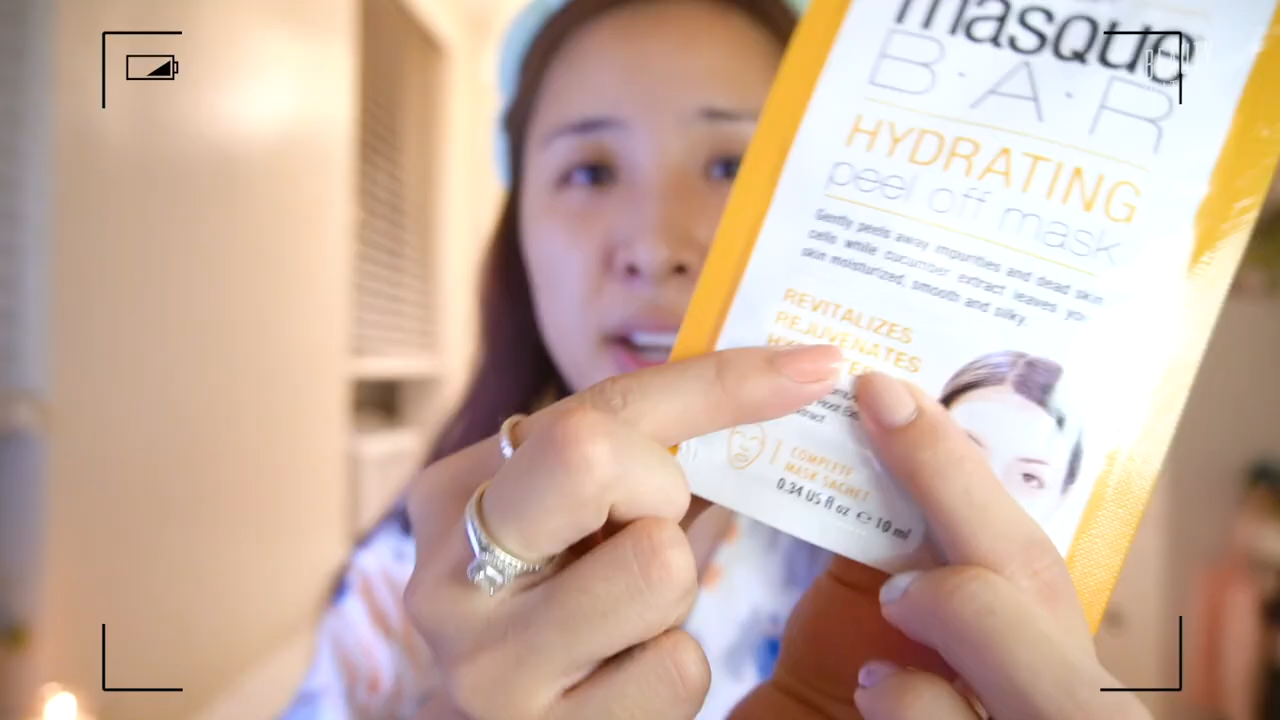 masque
B·A·R
HYDRATING
peel off mask
Gently peels away impurities and dead skin
cells while cucumber extract leaves yo
skin moisturized, smooth and silky.
REVITALIZES
REJUVENATES
COMPLETE
MASK SACHET
0.34 US fl oz ℮ 10 ml